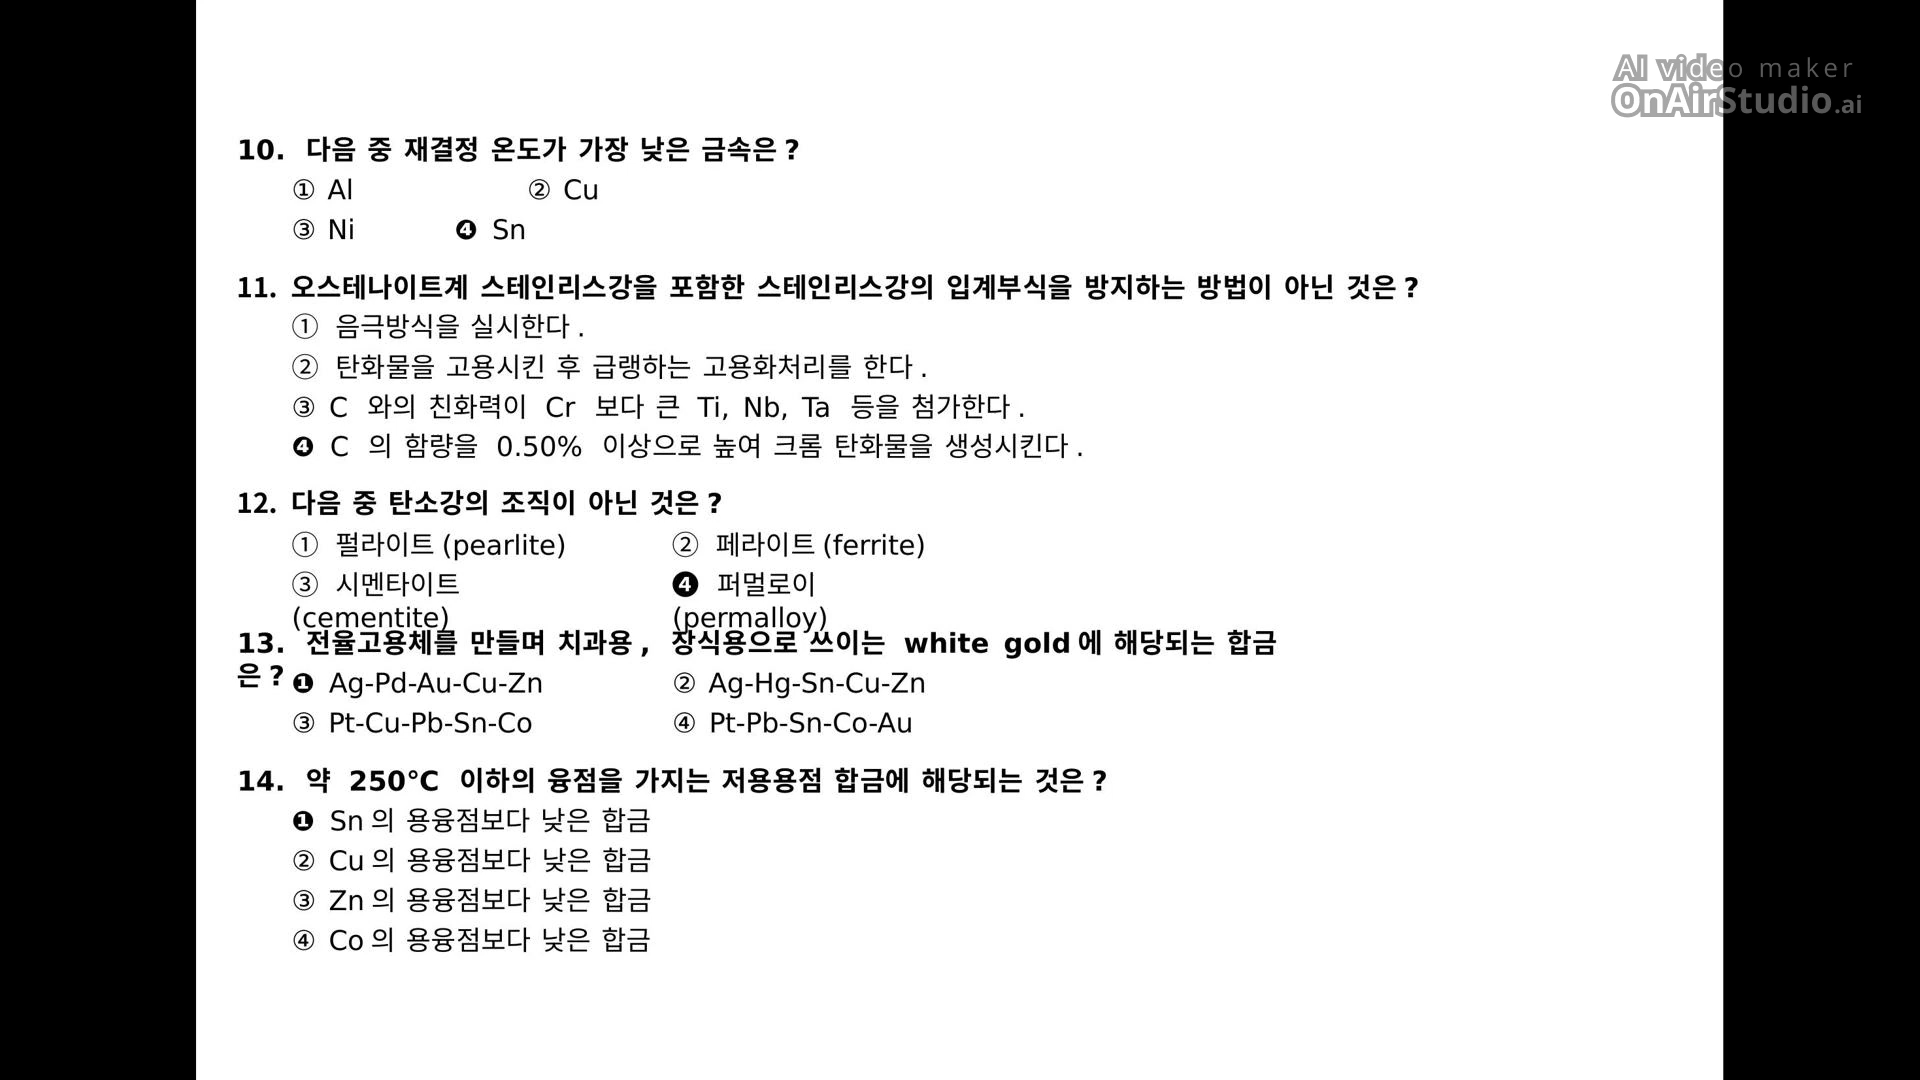 AI video maker
OnAirStudio.ai
10. 다음 중 재결정 온도가 가장 낮은 금속은?
① Al ② Cu
③ Ni ❹ Sn
11. 오스테나이트계 스테인리스강을 포함한 스테인리스강의 입계부식을 방지하는 방법이 아닌 것은?
① 음극방식을 실시한다.
② 탄화물을 고용시킨 후 급랭하는 고용화처리를 한다.
③ C 와의 친화력이 Cr 보다 큰 Ti, Nb, Ta 등을 첨가한다.
❹ C 의 함량을 0.50% 이상으로 높여 크롬 탄화물을 생성시킨다.
12. 다음 중 탄소강의 조직이 아닌 것은?
① 펄라이트(pearlite) ② 페라이트(ferrite)
③ 시멘타이트 ❹ 퍼멀로이
(cementite) (permalloy)
13. 전율고용체를 만들며 치과용, 장식용으로 쓰이는 white gold에 해당되는 합금
은?
❶ Ag-Pd-Au-Cu-Zn ② Ag-Hg-Sn-Cu-Zn
③ Pt-Cu-Pb-Sn-Co ④ Pt-Pb-Sn-Co-Au
14. 약 250°C 이하의 융점을 가지는 저용용점 합금에 해당되는 것은?
❶ Sn의 용융점보다 낮은 합금
② Cu의 용융점보다 낮은 합금
③ Zn의 용융점보다 낮은 합금
④ Co의 용융점보다 낮은 합금